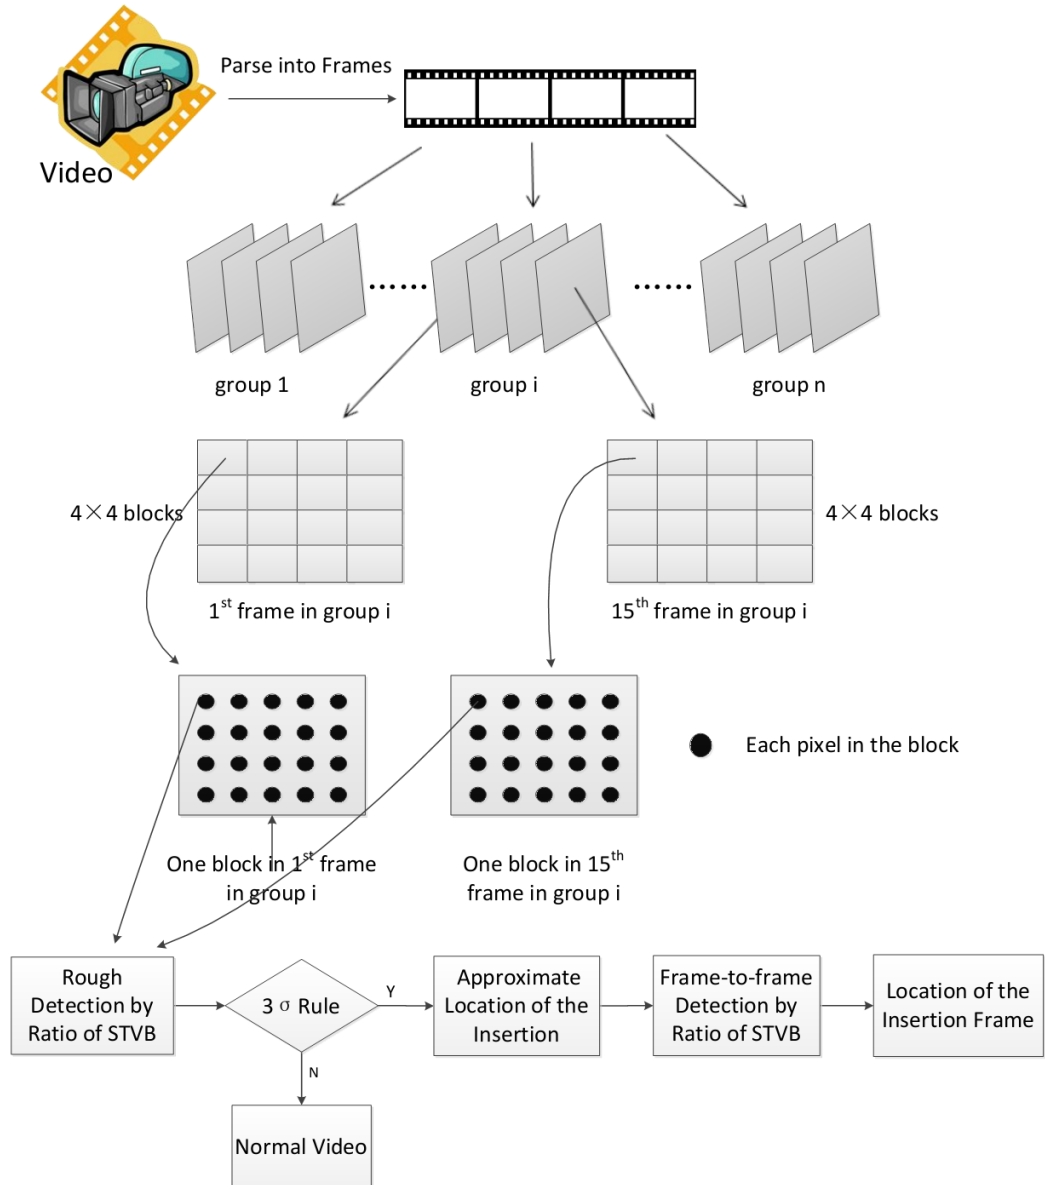 Parse into Frames
Video
group 1
group i
group n
4×4 blocks
4×4 blocks
1st frame in group i
15th frame in group i
Each pixel in the block
One block in 1st frame
in group i
One block in 15th
frame in group i
Rough
Detection by
Ratio of STVB
3 σ Rule
Y
Approximate
Location of the
Insertion
Frame-to-frame
Detection by
Ratio of STVB
Location of the
Insertion Frame
N
Normal Video